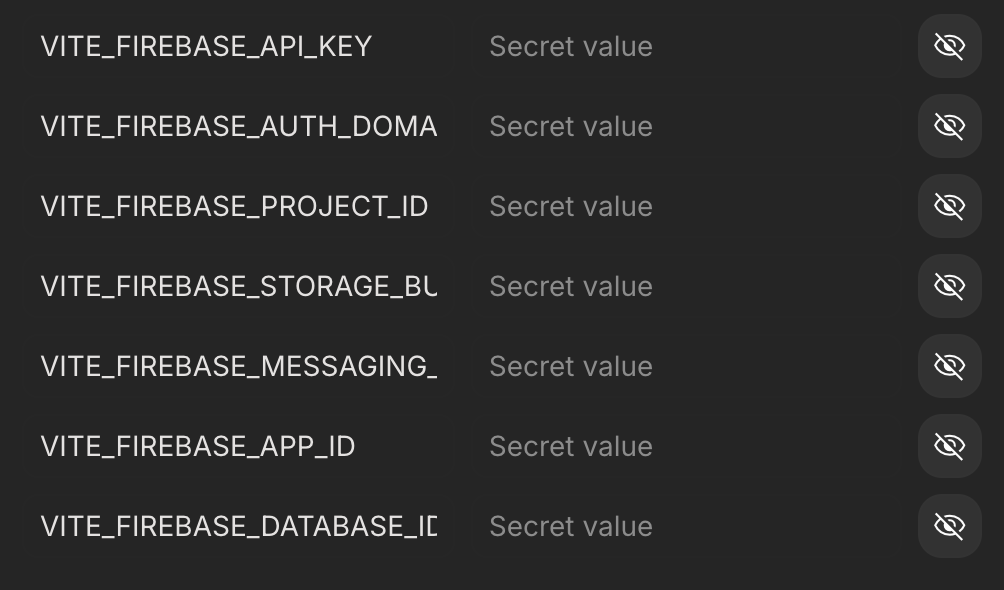 VITE_FIREBASE_API_KEY Secret value
VITE_FIREBASE_AUTH_DOMA Secret value
VITE_FIREBASE_PROJECT_ID Secret value
VITE_FIREBASE_STORAGE_BU Secret value
VITE_FIREBASE_MESSAGING_ Secret value
VITE_FIREBASE_APP_ID Secret value
VITE_FIREBASE_DATABASE_ID Secret value